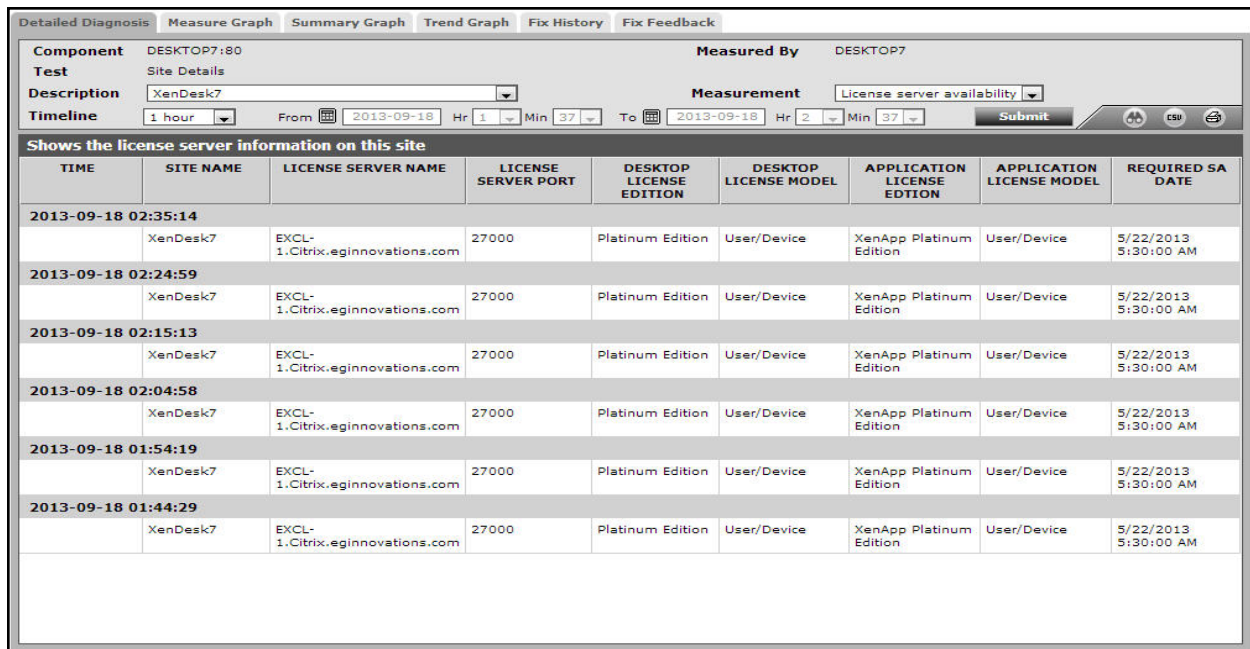 Detailed Diagnosis Measure Graph Summary Graph Trend Graph Fix History Fix Feedback
Component DESKTOP7:80 Measured By DESKTOP7
Test Site Details
Description XenDesk7 Measurement License server availability
Timeline 1 hour From 2013-09-18 Hr 1 Min 37 To 2013-09-18 Hr 2 Min 37 Submit CSV
Shows the license server information on this site
TIME SITE NAME LICENSE SERVER NAME LICENSE DESKTOP DESKTOP APPLICATION APPLICATION REQUIRED SA
SERVER PORT LICENSE LICENSE MODEL LICENSE LICENSE MODEL DATE
EDITION EDTION
2013-09-18 02:35:14
XenDesk7 EXCL- 27000 Platinum Edition User/Device XenApp Platinum User/Device 5/22/2013
1.Citrix.eginnovations.com Edition 5:30:00 AM
2013-09-18 02:24:59
XenDesk7 EXCL- 27000 Platinum Edition User/Device XenApp Platinum User/Device 5/22/2013
1.Citrix.eginnovations.com Edition 5:30:00 AM
2013-09-18 02:15:13
XenDesk7 EXCL- 27000 Platinum Edition User/Device XenApp Platinum User/Device 5/22/2013
1.Citrix.eginnovations.com Edition 5:30:00 AM
2013-09-18 02:04:58
XenDesk7 EXCL- 27000 Platinum Edition User/Device XenApp Platinum User/Device 5/22/2013
1.Citrix.eginnovations.com Edition 5:30:00 AM
2013-09-18 01:54:19
XenDesk7 EXCL- 27000 Platinum Edition User/Device XenApp Platinum User/Device 5/22/2013
1.Citrix.eginnovations.com Edition 5:30:00 AM
2013-09-18 01:44:29
XenDesk7 EXCL- 27000 Platinum Edition User/Device XenApp Platinum User/Device 5/22/2013
1.Citrix.eginnovations.com Edition 5:30:00 AM